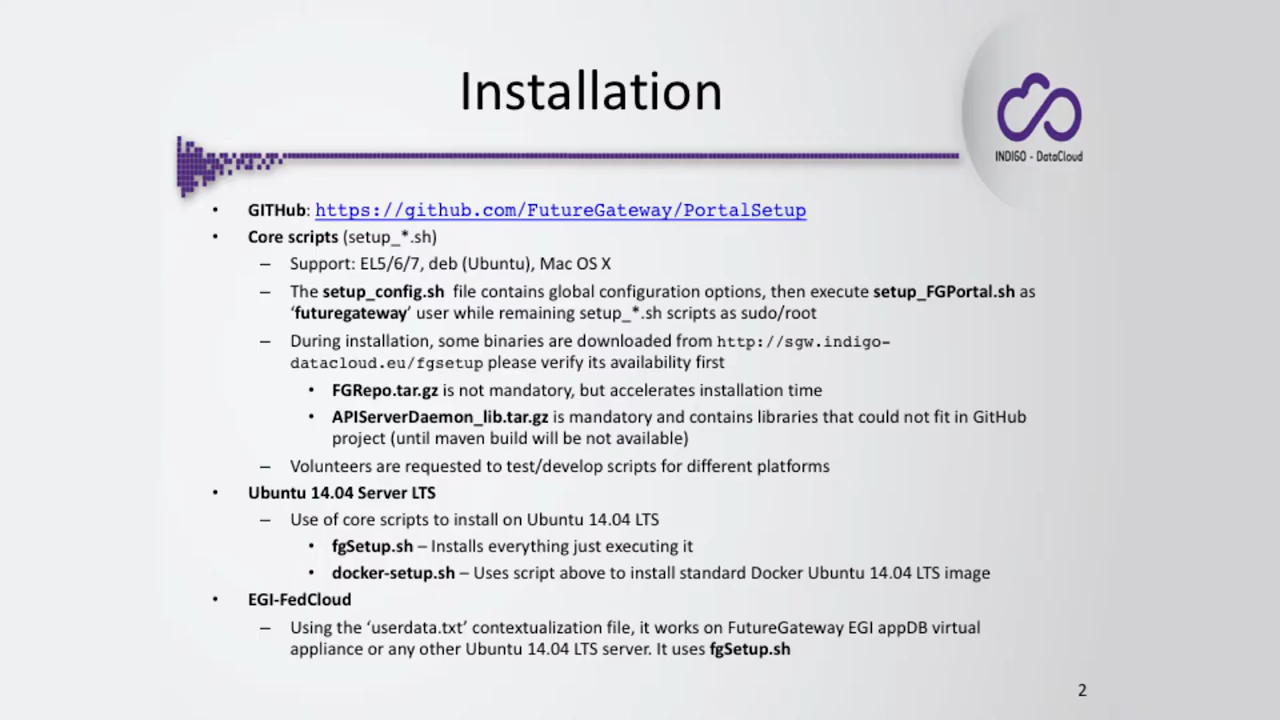 Installation
INDIGO - DataCloud
• GITHub: https://github.com/FutureGateway/PortalSetup
• Core scripts (setup_*.sh)
– Support: EL5/6/7, deb (Ubuntu), Mac OS X
– The setup_config.sh file contains global configuration options, then execute setup_FGPortal.sh as
‘futuregateway’ user while remaining setup_*.sh scripts as sudo/root
– During installation, some binaries are downloaded from http://sgw.indigo-
datacloud.eu/fgsetup please verify its availability first
• FGRepo.tar.gz is not mandatory, but accelerates installation time
• APIServerDaemon_lib.tar.gz is mandatory and contains libraries that could not fit in GitHub
project (until maven build will be not available)
– Volunteers are requested to test/develop scripts for different platforms
• Ubuntu 14.04 Server LTS
– Use of core scripts to install on Ubuntu 14.04 LTS
• fgSetup.sh – Installs everything just executing it
• docker-setup.sh – Uses script above to install standard Docker Ubuntu 14.04 LTS image
• EGI-FedCloud
– Using the ‘userdata.txt’ contextualization file, it works on FutureGateway EGI appDB virtual
appliance or any other Ubuntu 14.04 LTS server. It uses fgSetup.sh
2